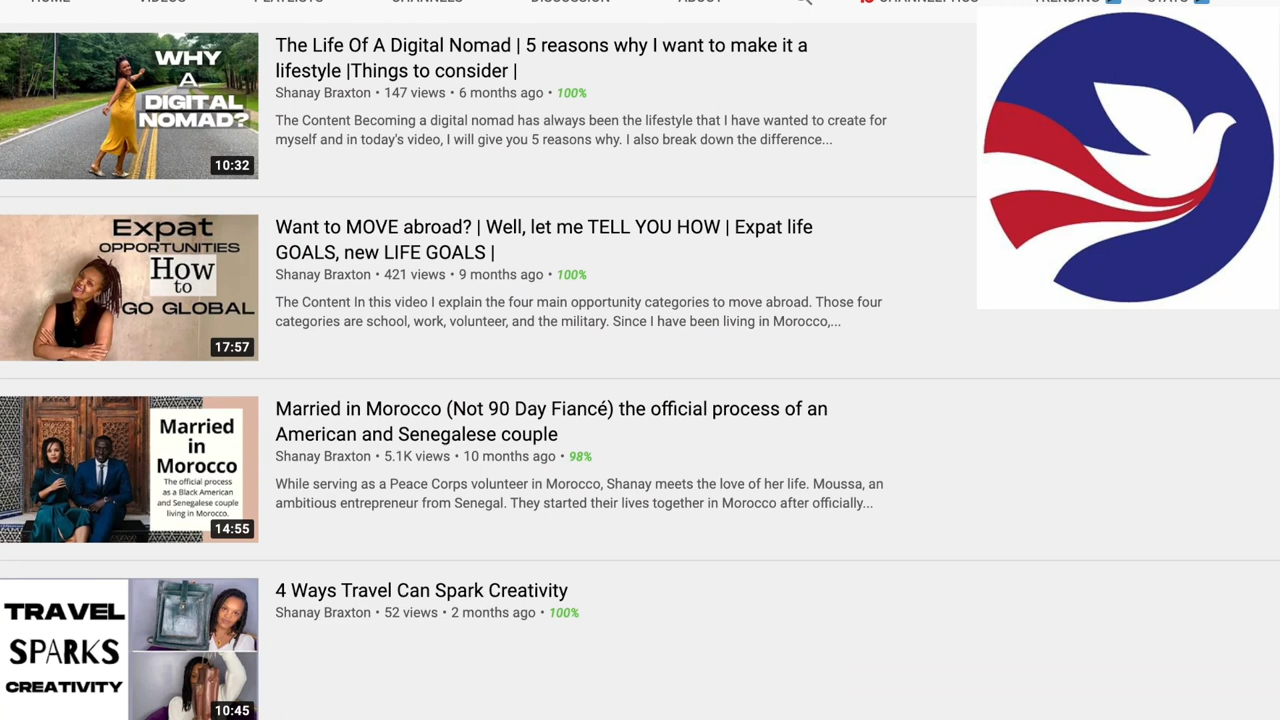 HOME VIDEOS PLAYLISTS CHANNELS DISCUSSION ABOUT CHANNELYTICS TRENDING STATS
WHY
A
DIGITAL
NOMAD?
10:32
The Life Of A Digital Nomad | 5 reasons why I want to make it a
lifestyle |Things to consider |
Shanay Braxton • 147 views • 6 months ago • 100%
The Content Becoming a digital nomad has always been the lifestyle that I have wanted to create for
myself and in today's video, I will give you 5 reasons why. I also break down the difference...
Expat
OPPORTUNITIES
How
to
GO GLOBAL
17:57
Want to MOVE abroad? | Well, let me TELL YOU HOW | Expat life
GOALS, new LIFE GOALS |
Shanay Braxton • 421 views • 9 months ago • 100%
The Content In this video I explain the four main opportunity categories to move abroad. Those four
categories are school, work, volunteer, and the military. Since I have been living in Morocco,...
Married
in
Morocco
The official process
as a Black American
and Senegalese couple
living in Morocco.
14:55
Married in Morocco (Not 90 Day Fiancé) the official process of an
American and Senegalese couple
Shanay Braxton • 5.1K views • 10 months ago • 98%
While serving as a Peace Corps volunteer in Morocco, Shanay meets the love of her life. Moussa, an
ambitious entrepreneur from Senegal. They started their lives together in Morocco after officially...
TRAVEL
SPARKS
CREATIVITY
10:45
4 Ways Travel Can Spark Creativity
Shanay Braxton • 52 views • 2 months ago • 100%